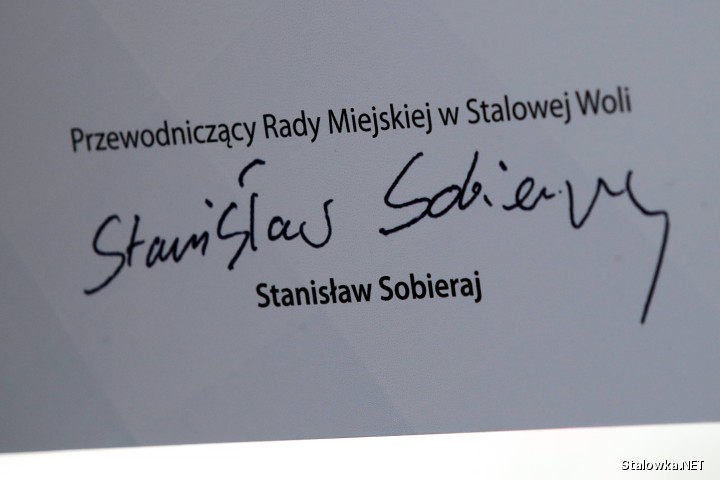 Przewodniczący Rady Miejskiej w Stalowej Woli
Stanisław Sobieraj
Stanisław Sobieraj
Stalowka.NET